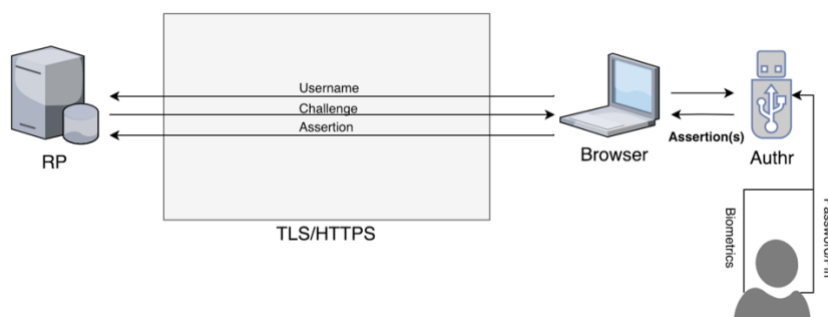 Username
Challenge
Assertion
RP
TLS/HTTPS
Browser
Assertion(s)
Authr
Biometrics